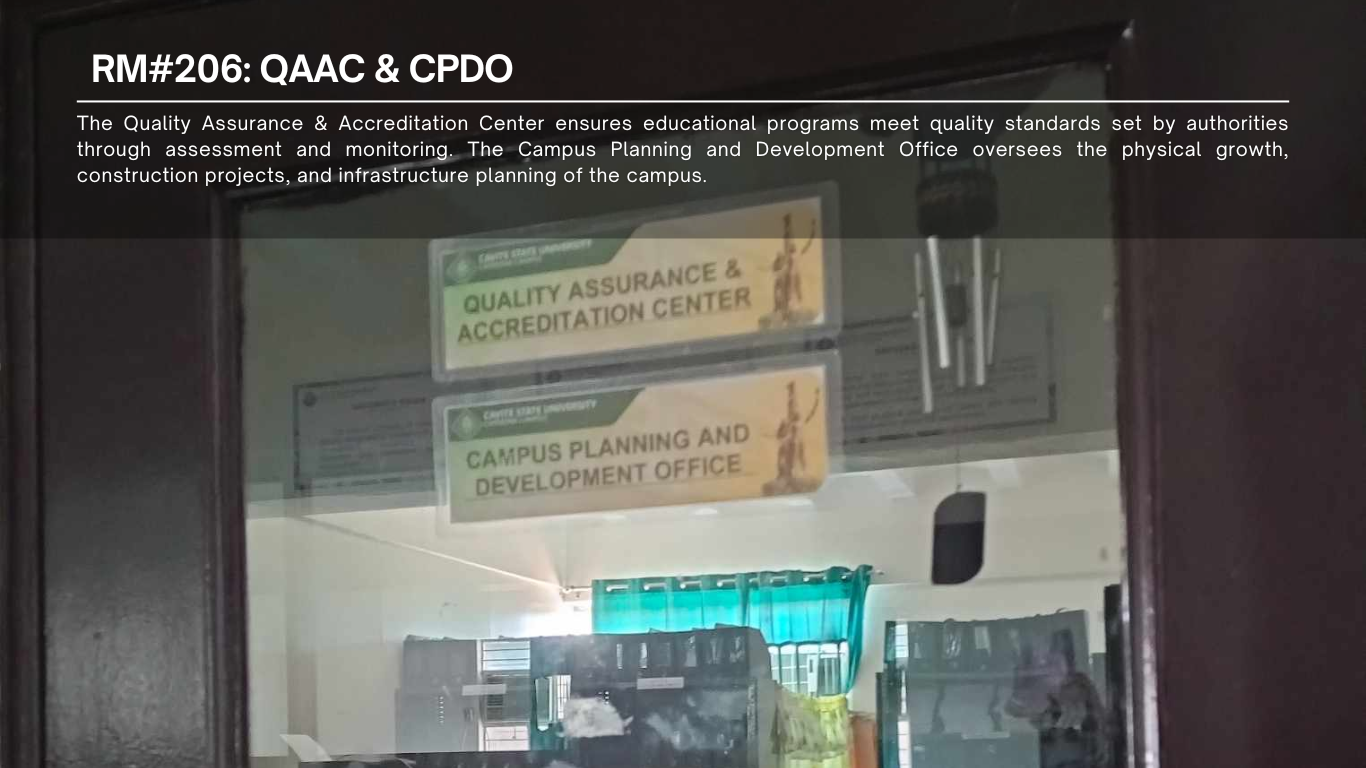 RM#206: QAAC & CPDO
The Quality Assurance & Accreditation Center ensures educational programs meet quality standards set by authorities
through assessment and monitoring. The Campus Planning and Development Office oversees the physical growth,
construction projects, and infrastructure planning of the campus.
CAVITE STATE UNIVERSITY
QUALITY ASSURANCE &
ACCREDITATION CENTER
CAVITE STATE UNIVERSITY
CAMPUS PLANNING AND
DEVELOPMENT OFFICE